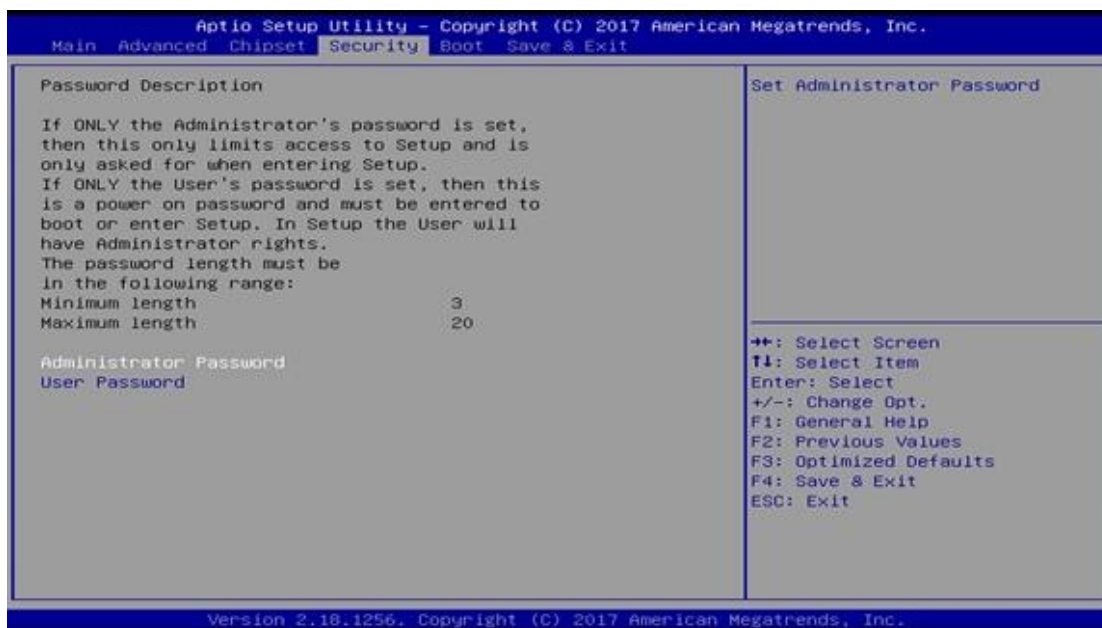 Aptio Setup Utility – Copyright (C) 2017 American Megatrends, Inc.
Main Advanced Chipset Security Boot Save & Exit
Password Description
If ONLY the Administrator's password is set,
then this only limits access to Setup and is
only asked for when entering Setup.
If ONLY the User's password is set, then this
is a power on password and must be entered to
boot or enter Setup. In Setup the User will
have Administrator rights.
The password length must be
in the following range:
Minimum length 3
Maximum length 20
Administrator Password
User Password
Set Administrator Password
→←: Select Screen
↑↓: Select Item
Enter: Select
+/-: Change Opt.
F1: General Help
F2: Previous Values
F3: Optimized Defaults
F4: Save & Exit
ESC: Exit
Version 2.18.1256. Copyright (C) 2017 American Megatrends, Inc.